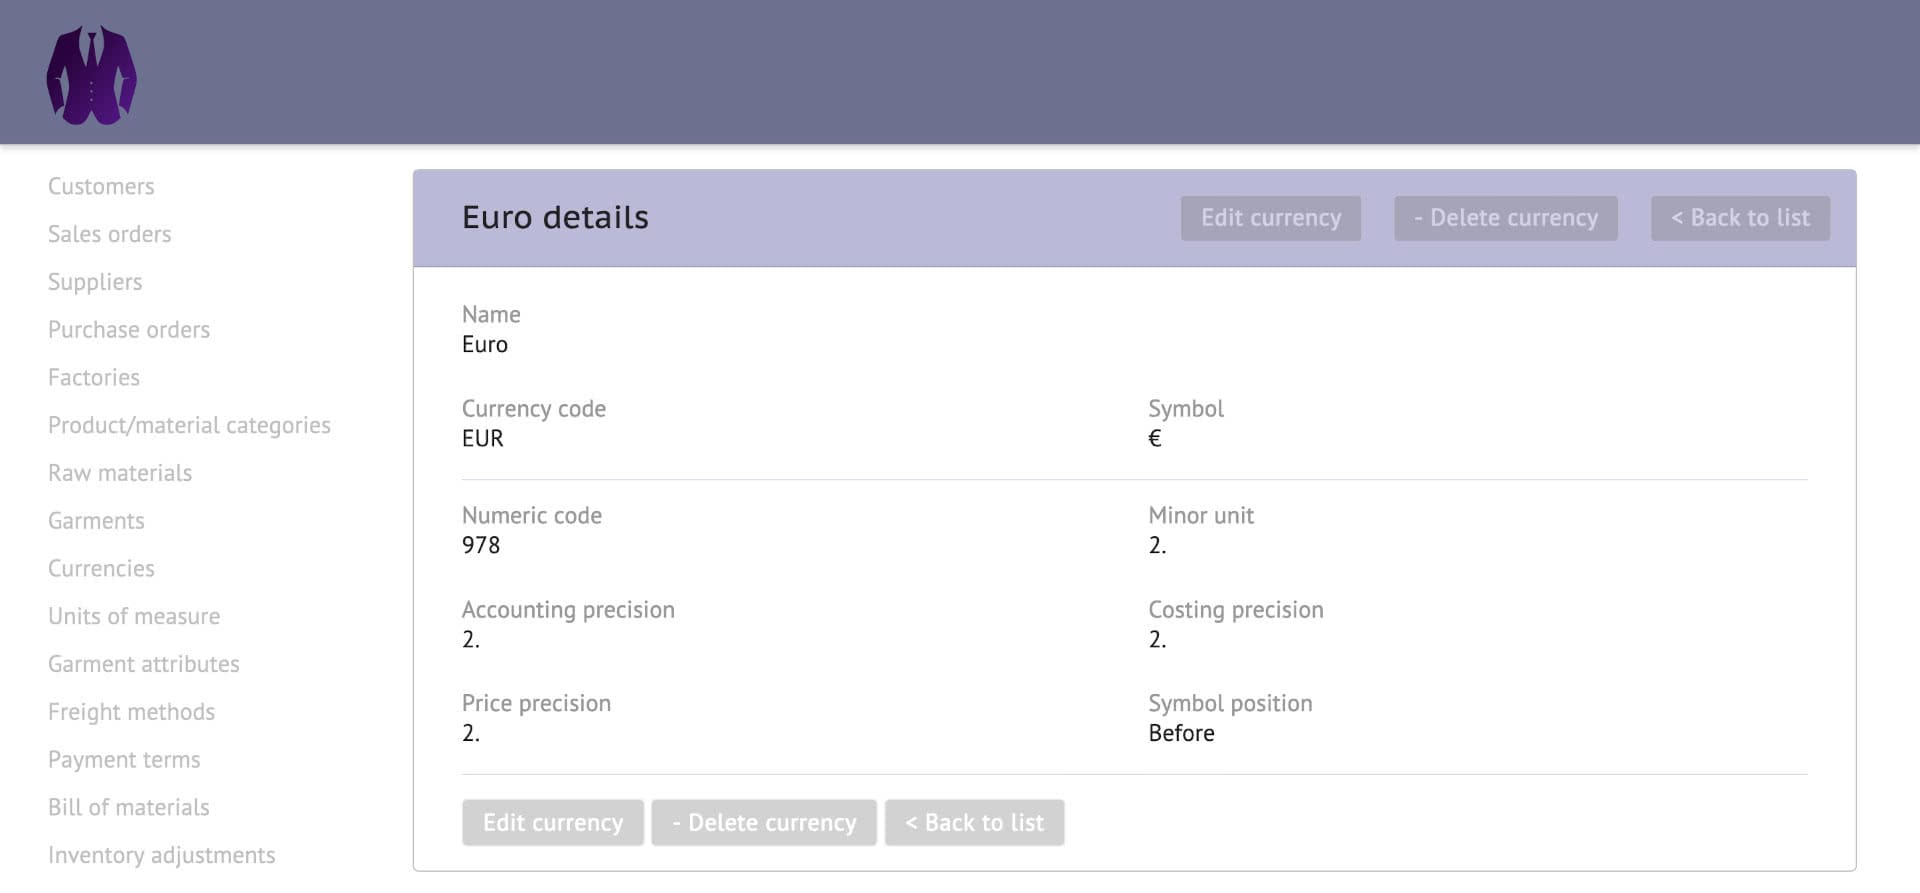 Customers
Sales orders
Suppliers
Purchase orders
Factories
Product/material categories
Raw materials
Garments
Currencies
Units of measure
Garment attributes
Freight methods
Payment terms
Bill of materials
Inventory adjustments
Euro details
Edit currency
- Delete currency
< Back to list
Name
Euro
Currency code
EUR
Symbol
€
Numeric code
978
Minor unit
2.
Accounting precision
2.
Costing precision
2.
Price precision
2.
Symbol position
Before
Edit currency
- Delete currency
< Back to list